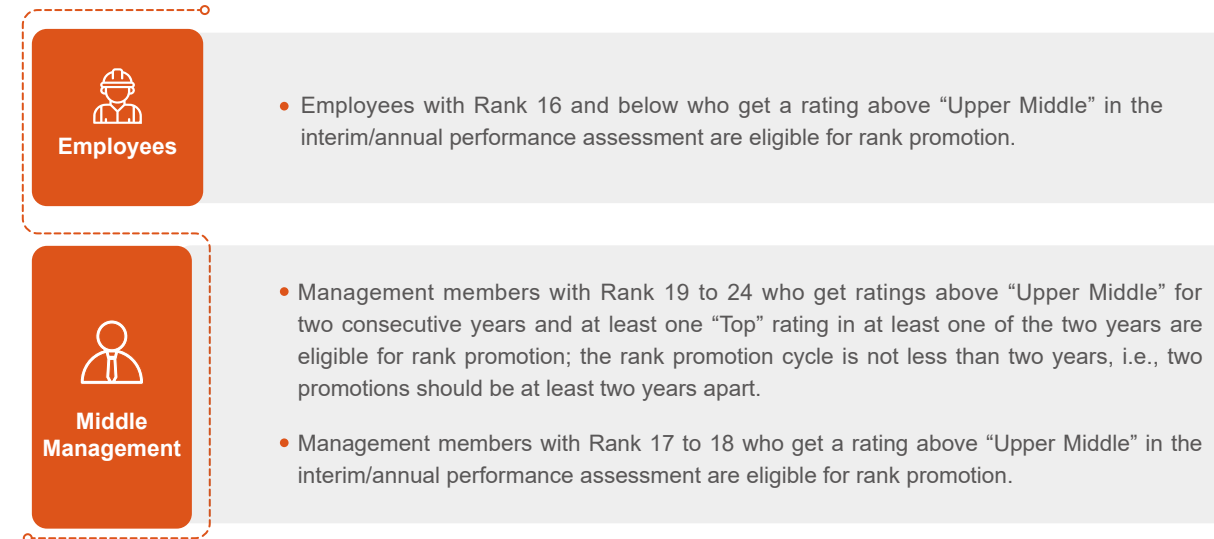 Employees
• Employees with Rank 16 and below who get a rating above “Upper Middle” in the
interim/annual performance assessment are eligible for rank promotion.
Middle
Management
• Management members with Rank 19 to 24 who get ratings above “Upper Middle” for
two consecutive years and at least one “Top” rating in at least one of the two years are
eligible for rank promotion; the rank promotion cycle is not less than two years, i.e., two
promotions should be at least two years apart.
• Management members with Rank 17 to 18 who get a rating above “Upper Middle” in the
interim/annual performance assessment are eligible for rank promotion.